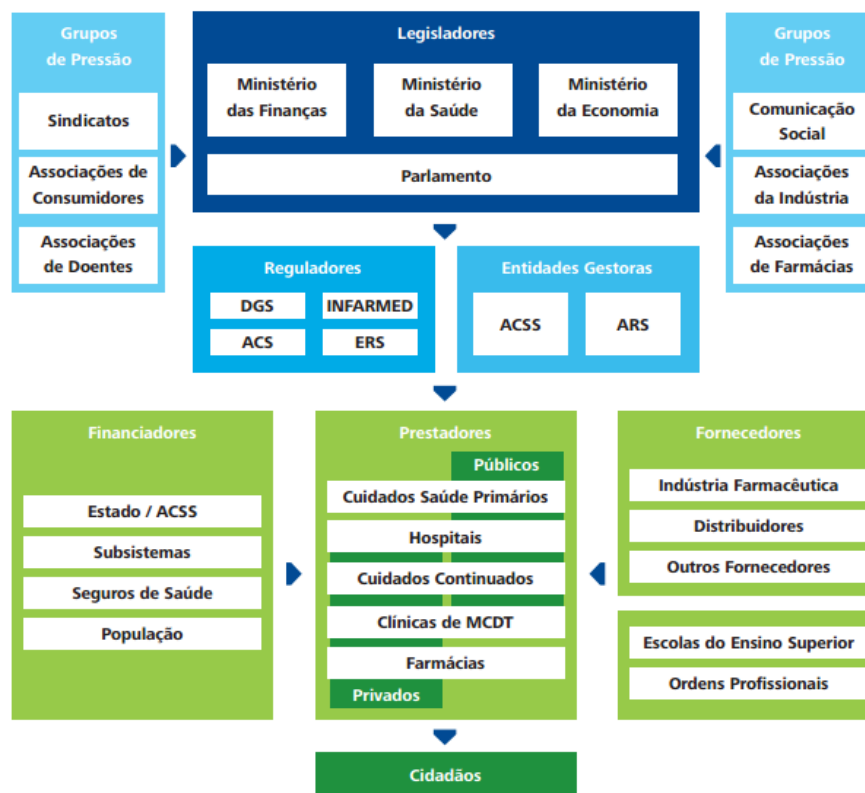 Grupos
de Pressão
Sindicatos
Associações de
Consumidores
Associações
de Doentes
Legisladores
Ministério
das Finanças
Ministério
da Saúde
Ministério
da Economia
Parlamento
Grupos
de Pressão
Comunicação
Social
Associações
da Indústria
Associações
de Farmácias
Reguladores
DGS
INFARMED
ACS
ERS
Entidades Gestoras
ACSS
ARS
Financiadores
Estado / ACSS
Subsistemas
Seguros de Saúde
População
Prestadores
Públicos
Cuidados Saúde Primários
Hospitais
Cuidados Continuados
Clínicas de MCDT
Farmácias
Privados
Fornecedores
Indústria Farmacêutica
Distribuidores
Outros Fornecedores
Escolas do Ensino Superior
Ordens Profissionais
Cidadãos